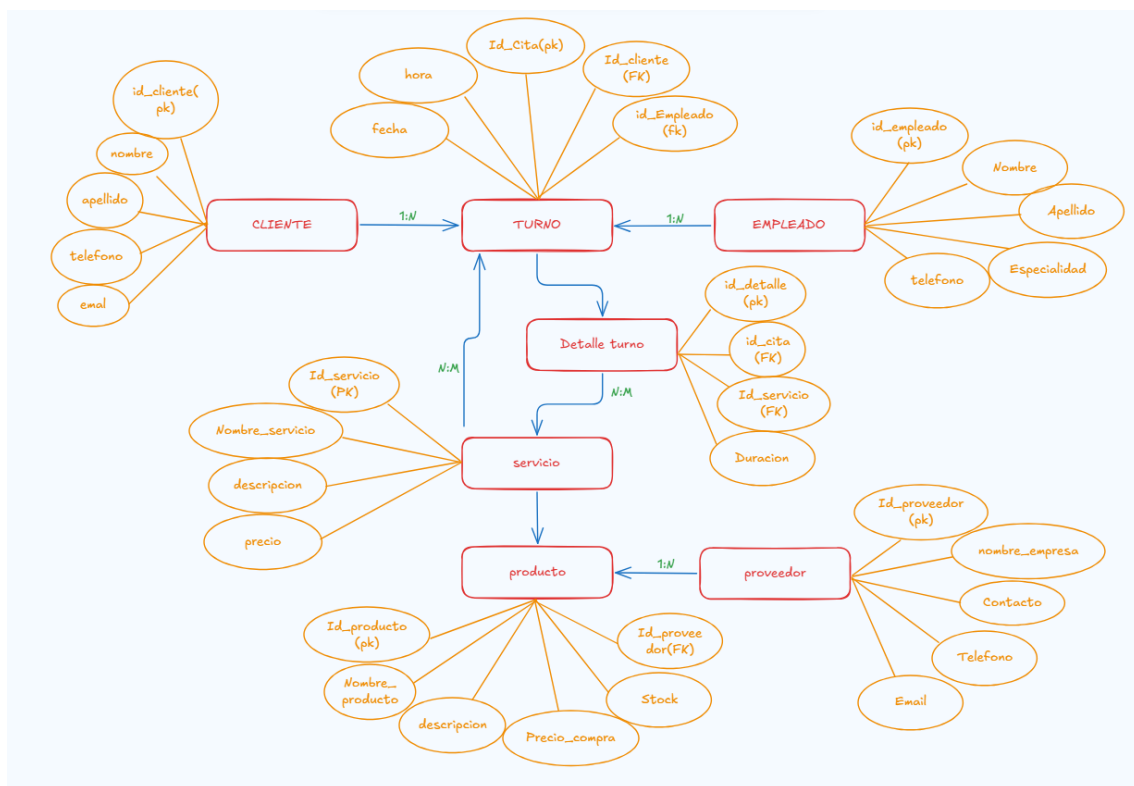 Id_Cita(pk)
hora
Id_cliente
(FK)
fecha
id_Empleado
(fk)
id_cliente(
pk)
nombre
apellido
telefono
emal
CLIENTE
1:N
TURNO
1:N
EMPLEADO
id_empleado
(pk)
Nombre
Apellido
Especialidad
telefono
Detalle turno
id_detalle
(pk)
id_cita
(FK)
Id_servicio
(FK)
Duracion
N:M
N:M
Id_servicio
(PK)
Nombre_servicio
descripcion
precio
servicio
producto
1:N
proveedor
Id_proveedor
(pk)
nombre_empresa
Contacto
Telefono
Email
Id_producto
(pk)
Nombre_
producto
descripcion
Precio_compra
Stock
Id_provee
dor(FK)